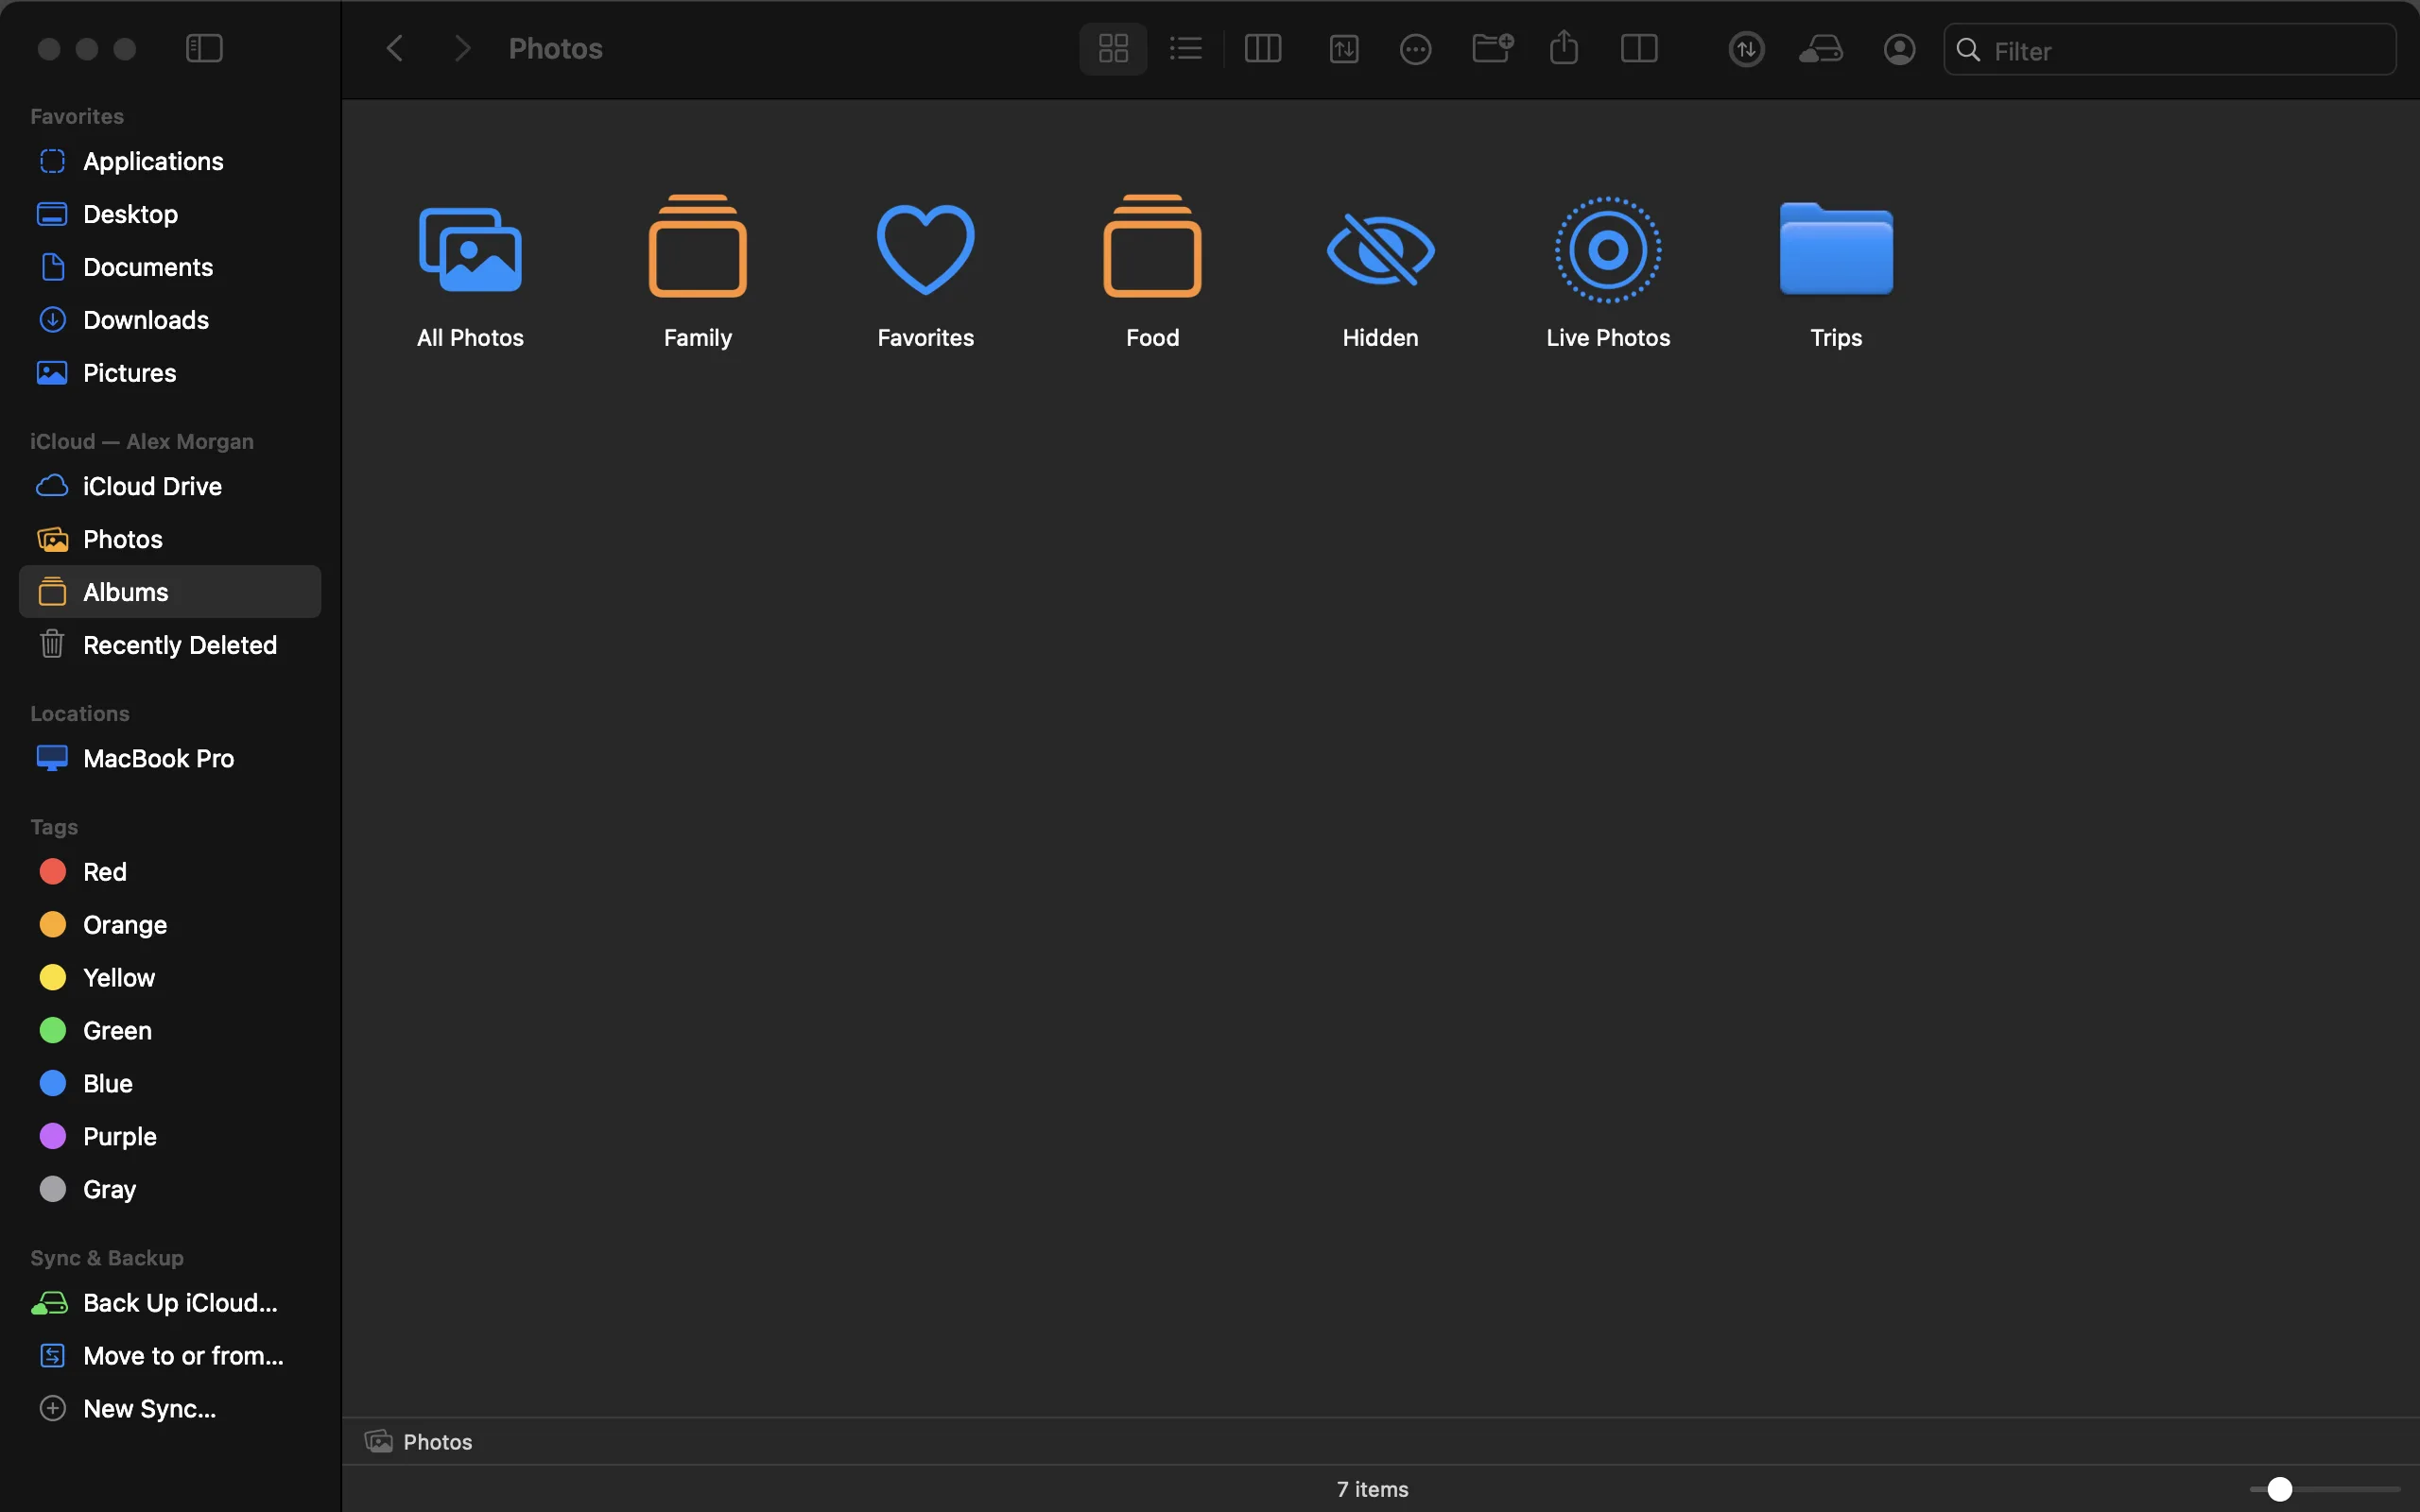 Photos
Filter
Favorites
Applications
Desktop
Documents
Downloads
Pictures
iCloud — Alex Morgan
iCloud Drive
Photos
Albums
Recently Deleted
Locations
MacBook Pro
Tags
Red
Orange
Yellow
Green
Blue
Purple
Gray
Sync & Backup
Back Up iCloud...
Move to or from...
New Sync...
All Photos
Family
Favorites
Food
Hidden
Live Photos
Trips
Photos
7 items